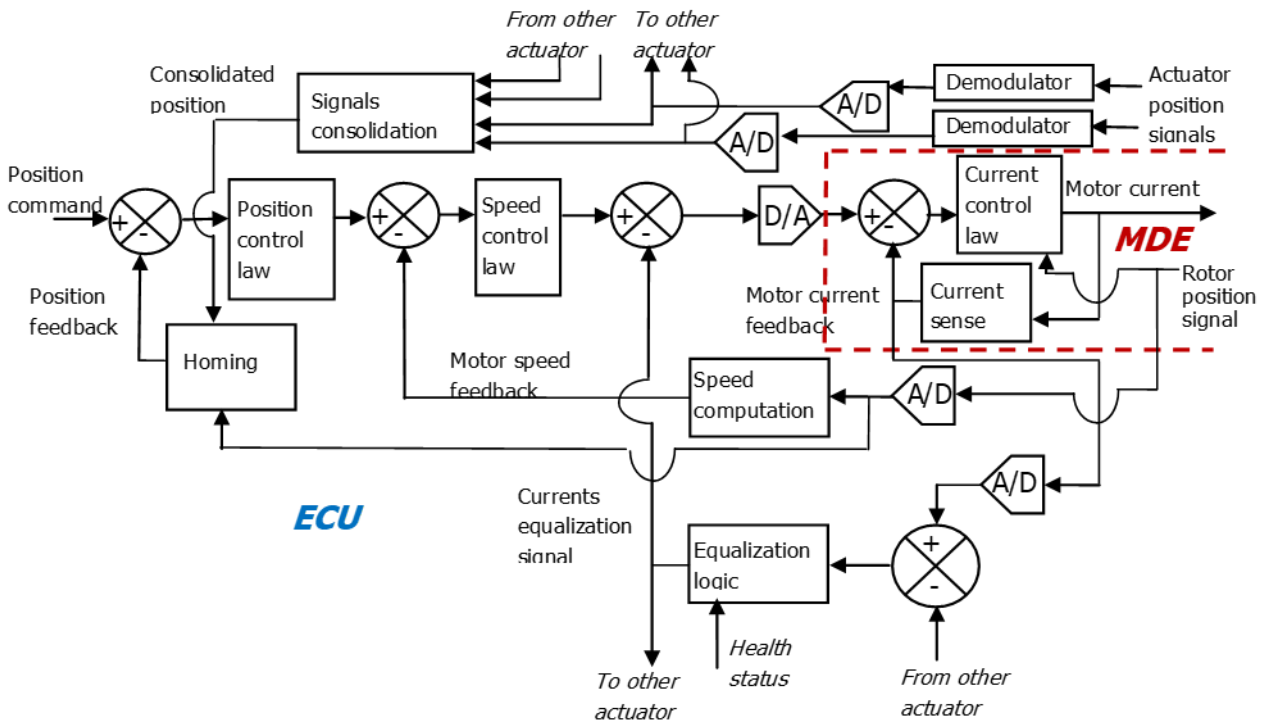 From other
actuator
To other
actuator
Consolidated
position
Signals
consolidation
A/D
Demodulator
Actuator
position
signals
A/D
Demodulator
Position
command
+
-
Position
control
law
+
-
Speed
control
law
+
-
D/A
+
-
Current
control
law
Motor current
MDE
Position
feedback
Homing
Motor speed
feedback
Motor current
feedback
Current
sense
Rotor
position
signal
Speed
computation
A/D
ECU
Currents
equalization
signal
Equalization
logic
A/D
+
-
To other
actuator
Health
status
From other
actuator